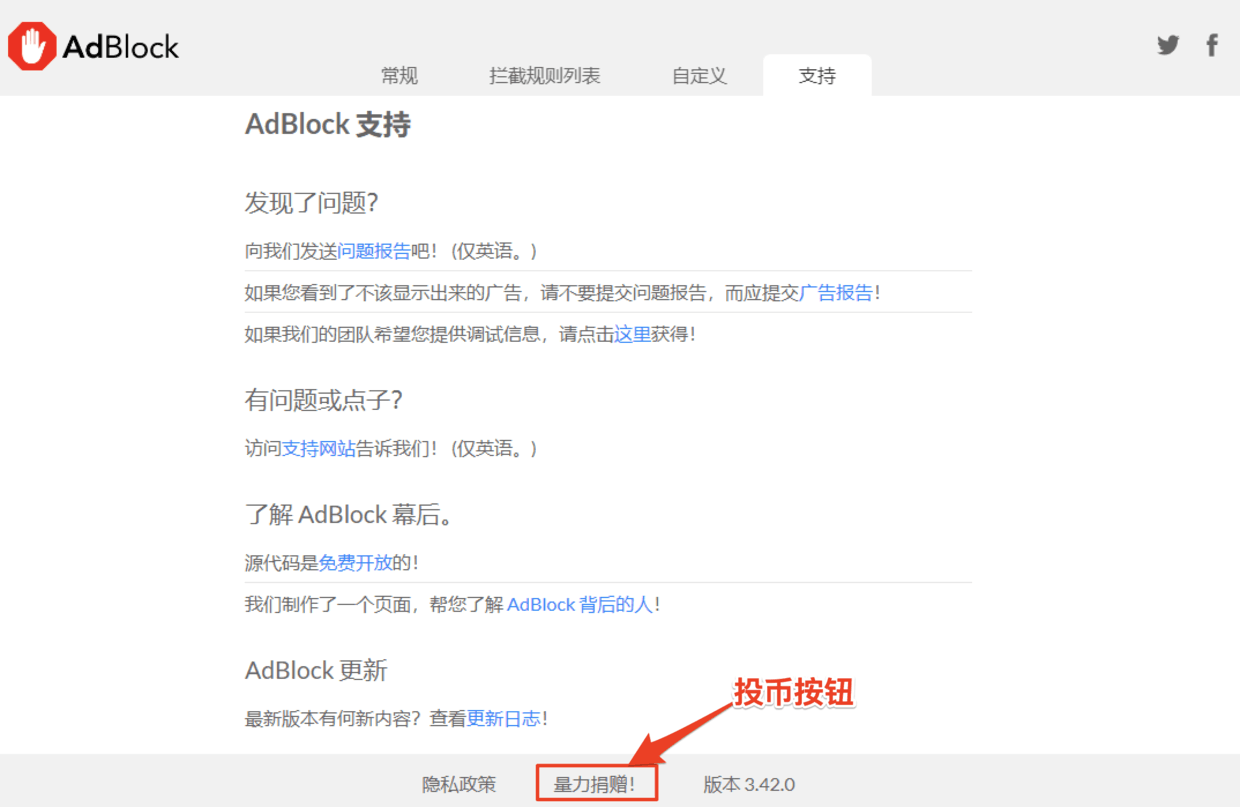 AdBlock
常规 拦截规则列表 自定义 支持
AdBlock 支持
发现了问题?
向我们发送问题报告吧!(仅英语。)
如果您看到了不该显示出来的广告,请不要提交问题报告,而应提交广告报告!
如果我们的团队希望您提供调试信息,请点击这里获得!
有问题或点子?
访问支持网站告诉我们!(仅英语。)
了解 AdBlock 幕后。
源代码是免费开放的!
我们制作了一个页面,帮您了解 AdBlock 背后的人!
AdBlock 更新
投币按钮
最新版本有何新内容?查看更新日志!
隐私政策 量力捐赠! 版本 3.42.0